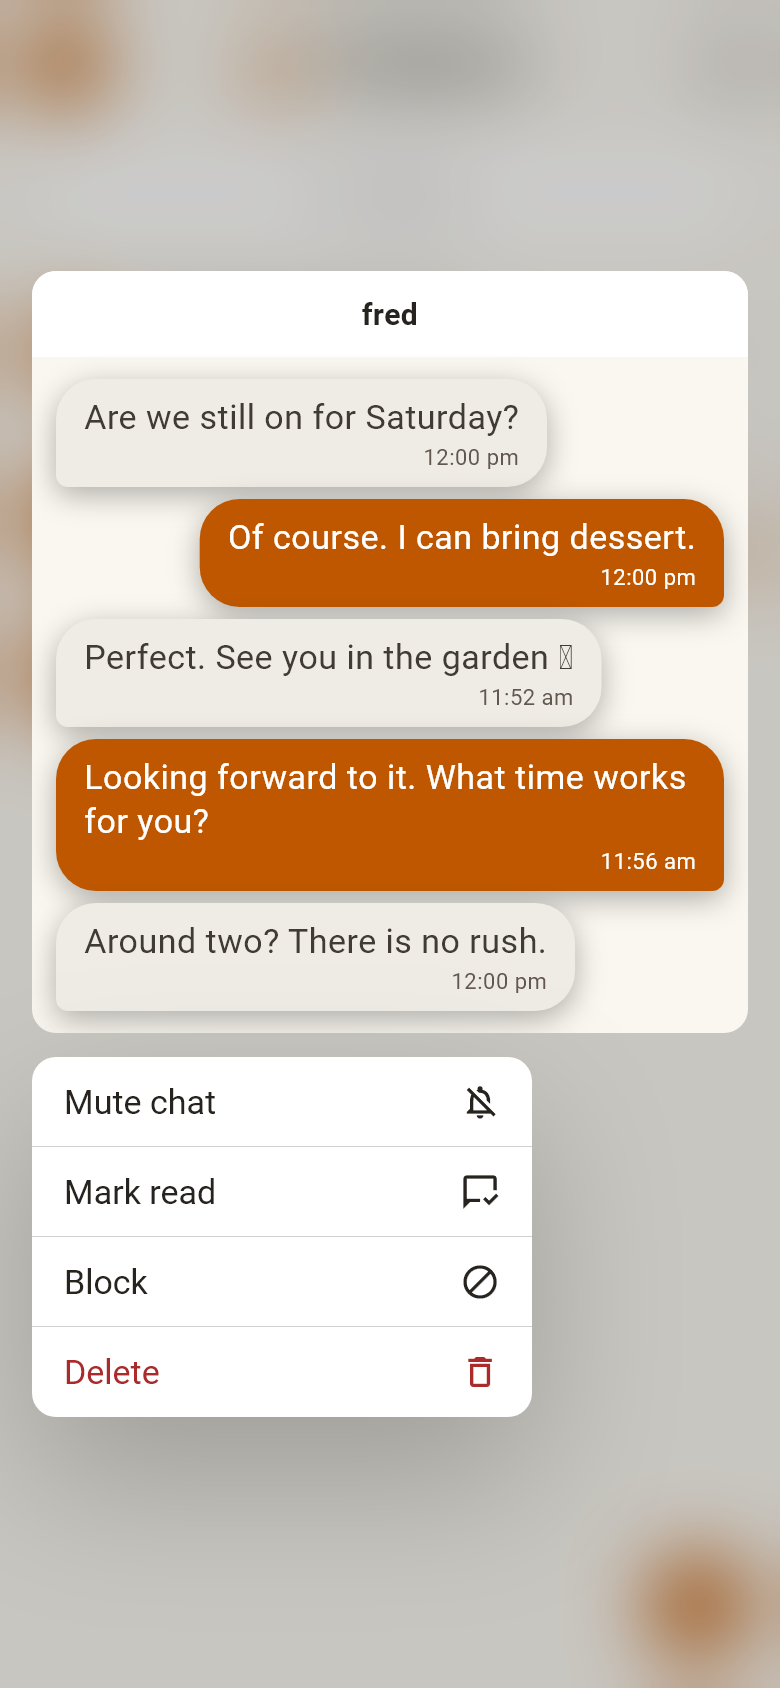 fred
Are we still on for Saturday?
12:00 pm
Of course. I can bring dessert.
12:00 pm
Perfect. See you in the garden
11:52 am
Looking forward to it. What time works
for you?
11:56 am
Around two? There is no rush.
12:00 pm
Mute chat
Mark read
Block
Delete